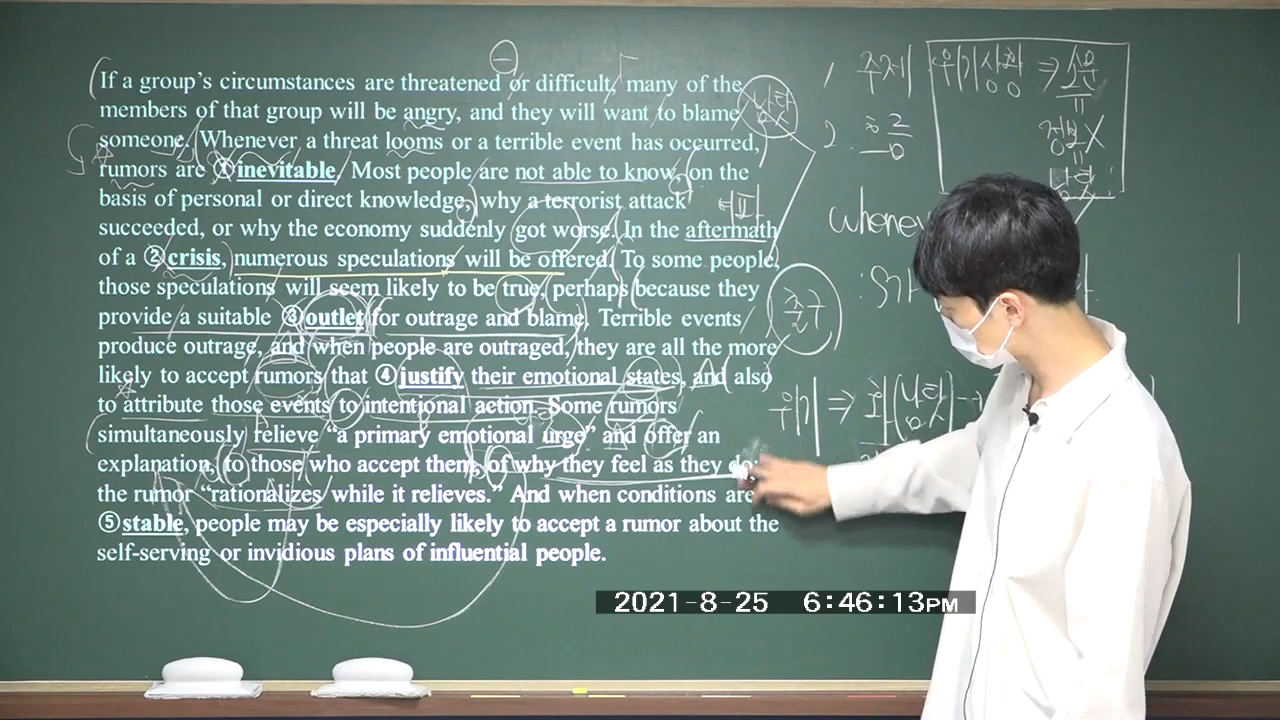 If a group's circumstances are threatened or difficult, many of the
members of that group will be angry, and they will want to blame
someone. Whenever a threat looms or a terrible event has occurred,
rumors are ①inevitable. Most people are not able to know, on the
basis of personal or direct knowledge, why a terrorist attack
succeeded, or why the economy suddenly got worse. In the aftermath
of a ②crisis, numerous speculations will be offered. To some people,
those speculations will seem likely to be true, perhaps because they
provide a suitable ③outlet for outrage and blame. Terrible events
produce outrage, and when people are outraged, they are all the more
likely to accept rumors that ④justify their emotional states, and also
to attribute those events to intentional action. Some rumors
simultaneously relieve “a primary emotional urge” and offer an
explanation, to those who accept them, of why they feel as they do;
the rumor “rationalizes while it relieves.” And when conditions are
⑤stable, people may be especially likely to accept a rumor about the
self-serving or invidious plans of influential people.
1. 주제
위기상황 ⇒ 소문
2.
정보X
when
위기 ⇒
2021-8-25 6:46:13PM